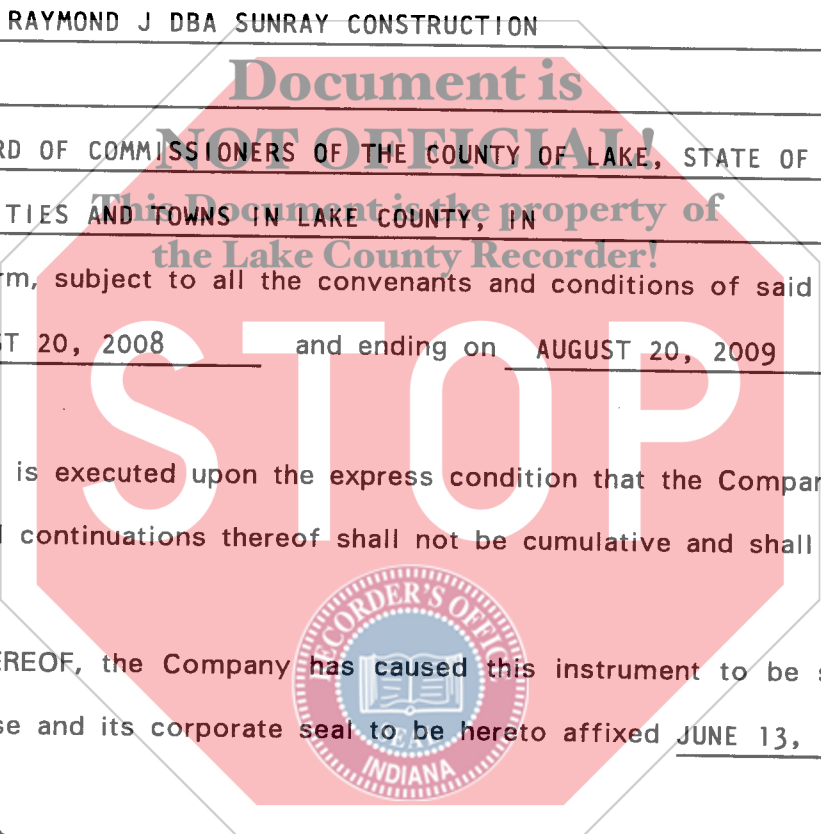 RAYMOND J DBA SUNRAY CONSTRUCTION
Document is
NOT OFFICIAL!
RD OF COMMISSIONERS OF THE COUNTY OF LAKE, STATE OF
This Document is the property of
TIES AND TOWNS IN LAKE COUNTY, IN
the Lake County Recorder!
rm, subject to all the convenants and conditions of said
ST 20, 2008 and ending on AUGUST 20, 2009
STOP
is executed upon the express condition that the Compan
l continuations thereof shall not be cumulative and shall
RECORDER'S OFFICE
EREOF, the Company has caused this instrument to be s
se and its corporate seal to be hereto affixed JUNE 13,
SEAL
INDIANA